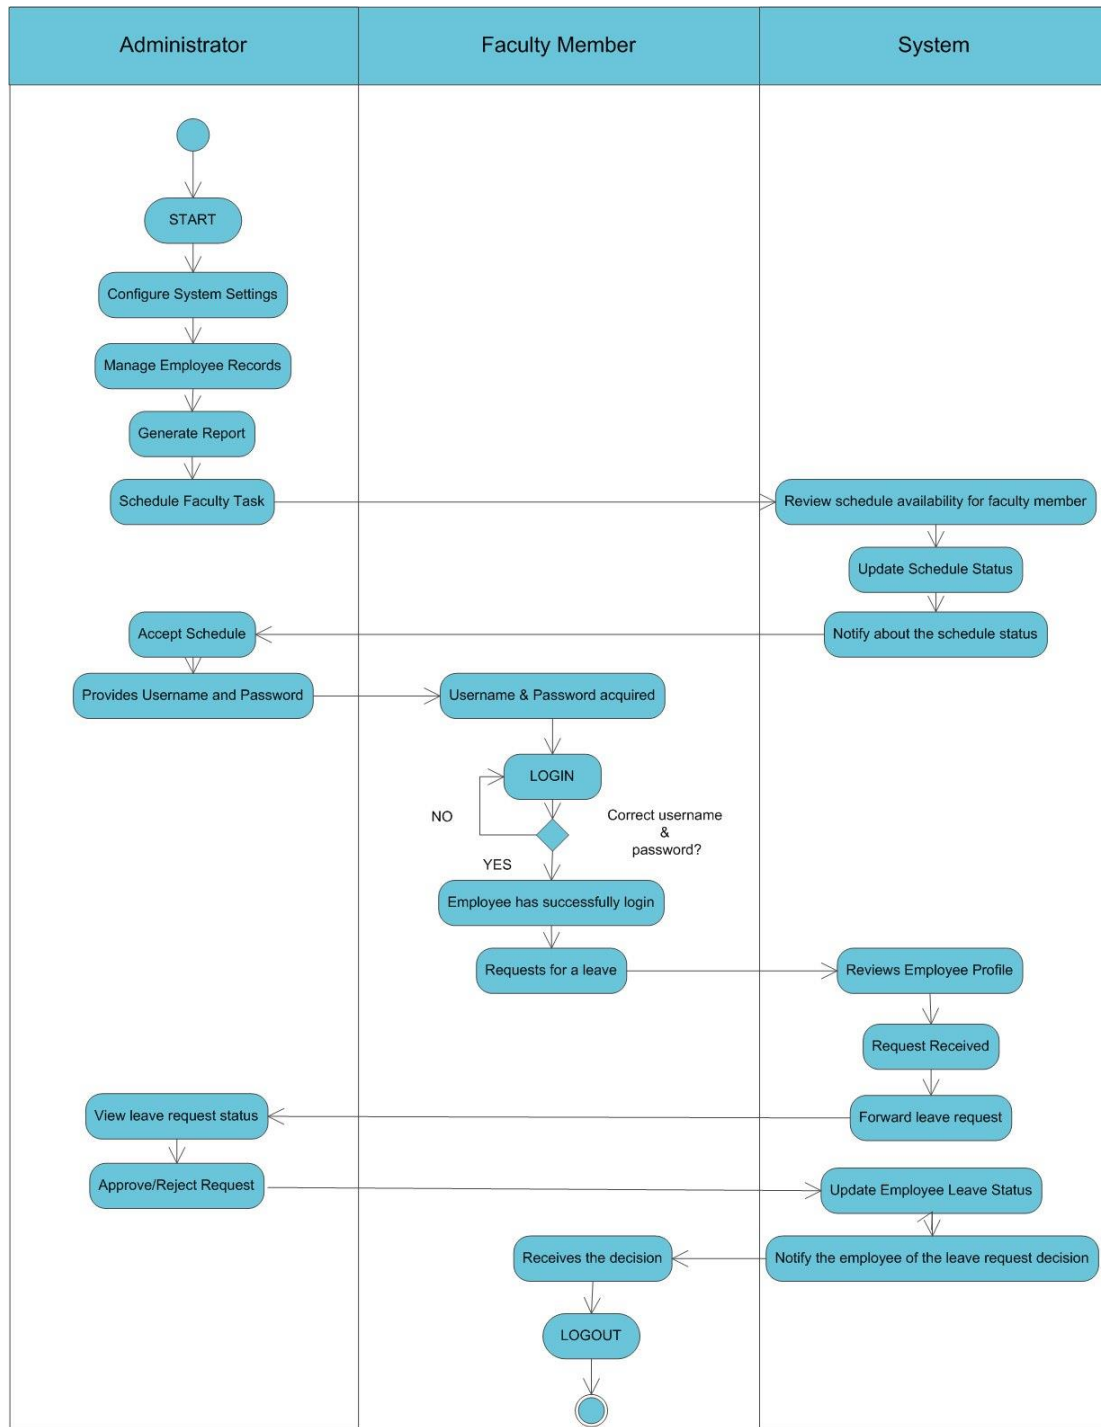 Administrator
Faculty Member
System
START
Configure System Settings
Manage Employee Records
Generate Report
Schedule Faculty Task
Review schedule availability for faculty member
Update Schedule Status
Accept Schedule
Notify about the schedule status
Provides Username and Password
Username & Password acquired
LOGIN
NO
Correct username
&
password?
YES
Employee has successfully login
Requests for a leave
Reviews Employee Profile
Request Received
View leave request status
Forward leave request
Approve/Reject Request
Update Employee Leave Status
Receives the decision
Notify the employee of the leave request decision
LOGOUT